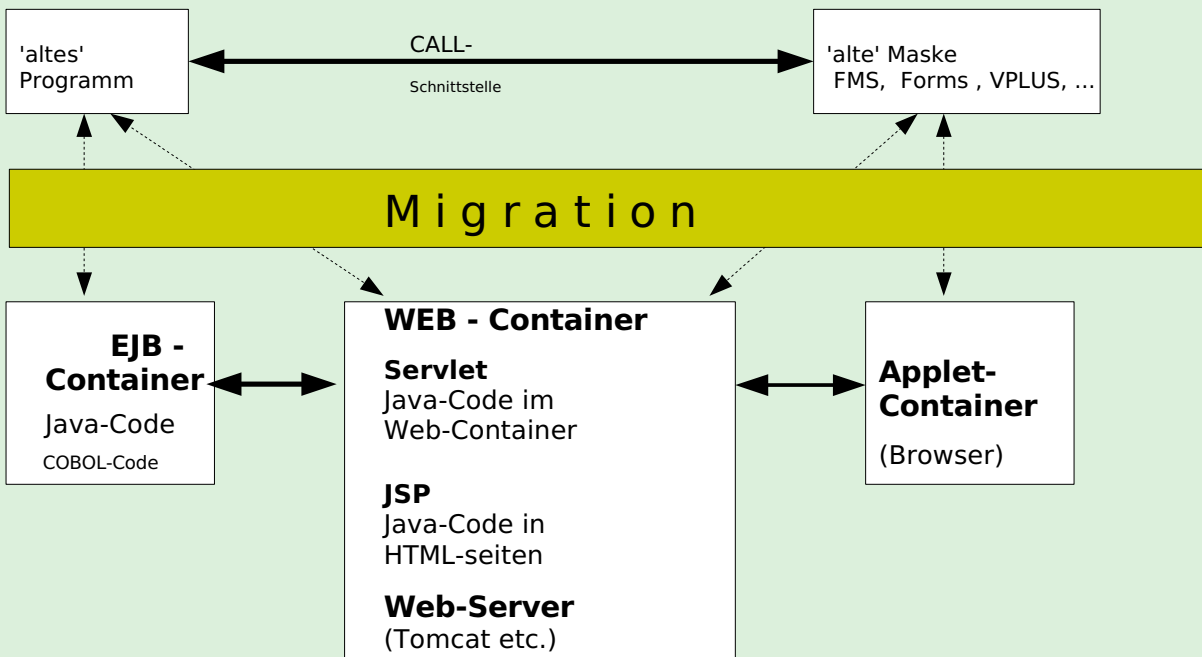 'altes'
Programm
CALL-
Schnittstelle
'alte' Maske
FMS, Forms , VPLUS, ...
Migration
EJB -
Container
Java-Code
COBOL-Code
WEB - Container
Servlet
Java-Code im
Web-Container
JSP
Java-Code in
HTML-seiten
Web-Server
(Tomcat etc.)
Applet-
Container
(Browser)